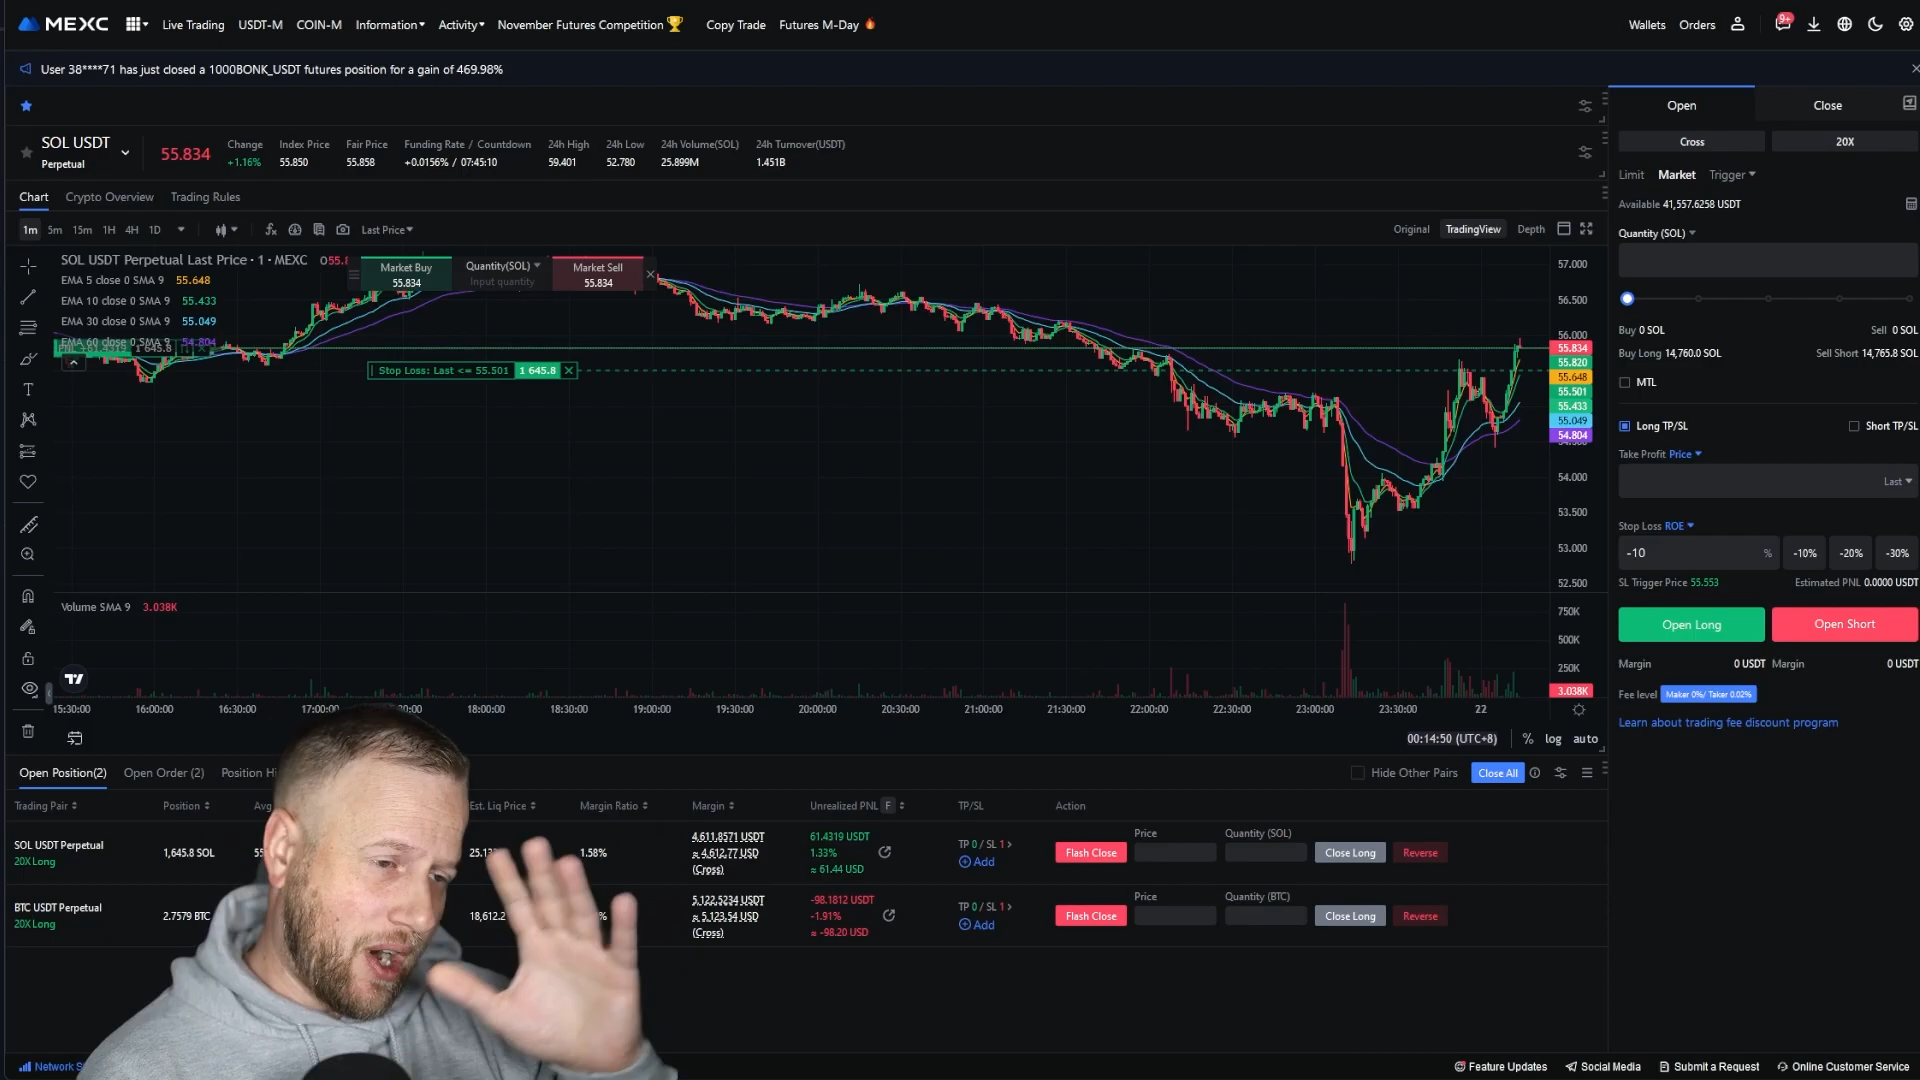 MEXC Live Trading USDT-M COIN-M Information Activity November Futures Competition Copy Trade Futures M-Day Wallets Orders 9+
User 38****71 has just closed a 1000BONK_USDT futures position for a gain of 469.98%
SOL USDT
Perpetual
55.834
Change
+1.16%
Index Price
55.850
Fair Price
55.858
Funding Rate / Countdown
+0.0156% / 07:45:10
24h High
59.401
24h Low
52.780
24h Volume(SOL)
25.899M
24h Turnover(USDT)
1.451B
Chart Crypto Overview Trading Rules
1m 5m 15m 1H 4H 1D Last Price Original TradingView Depth
SOL USDT Perpetual Last Price · 1 · MEXC O55.8
EMA 5 close 0 SMA 9 55.648
EMA 10 close 0 SMA 9 55.433
EMA 30 close 0 SMA 9 55.049
EMA 60 close 0 SMA 9 54.804
1 645.8
Market Buy
55.834
Quantity(SOL)
Input quantity
Market Sell
55.834
Stop Loss: Last <= 55.501 1 645.8
57.000
56.500
56.000
55.834
55.820
55.648
55.501
55.433
55.049
54.804
54.000
53.500
53.000
52.500
Volume SMA 9 3.038K
750K
500K
250K
3.038K
15:30:00 16:00:00 16:30:00 17:00:00 18:00:00 18:30:00 19:00:00 19:30:00 20:00:00 20:30:00 21:00:00 21:30:00 22:00:00 22:30:00 23:00:00 23:30:00 22
00:14:50 (UTC+8) % log auto
Open Close
Cross 20X
Limit Market Trigger
Available 41,557.6258 USDT
Quantity (SOL)
Buy 0 SOL Sell 0 SOL
Buy Long 14,760.0 SOL Sell Short 14,765.8 SOL
MTL
Long TP/SL Short TP/SL
Take Profit Price
Last
Stop Loss ROE
-10 % -10% -20% -30%
SL Trigger Price 55.553 Estimated PNL 0.0000 USDT
Open Long Open Short
Margin 0 USDT Margin 0 USDT
Fee level Maker 0%/ Taker 0.02%
Learn about trading fee discount program
Open Position(2) Open Order (2) Position Hi Hide Other Pairs Close All
Trading Pair Position Avg Est. Liq Price Margin Ratio Margin Unrealized PNL F TP/SL Action
SOL USDT Perpetual
20X Long
1,645.8 SOL
1.58%
4,611.8571 USDT
≈ 4,612.77 USD
(Cross)
61.4319 USDT
1.33%
≈ 61.44 USD
TP 0 / SL 1 >
Add
Price
Quantity (SOL)
Flash Close Close Long Reverse
BTC USDT Perpetual
20X Long
2.7579 BTC
18,612.2
5,122.5234 USDT
≈ 5,123.54 USD
(Cross)
-98.1812 USDT
-1.91%
≈ -98.20 USD
TP 0 / SL 1 >
Add
Price
Quantity (BTC)
Flash Close Close Long Reverse
Network Feature Updates Social Media Submit a Request Online Customer Service